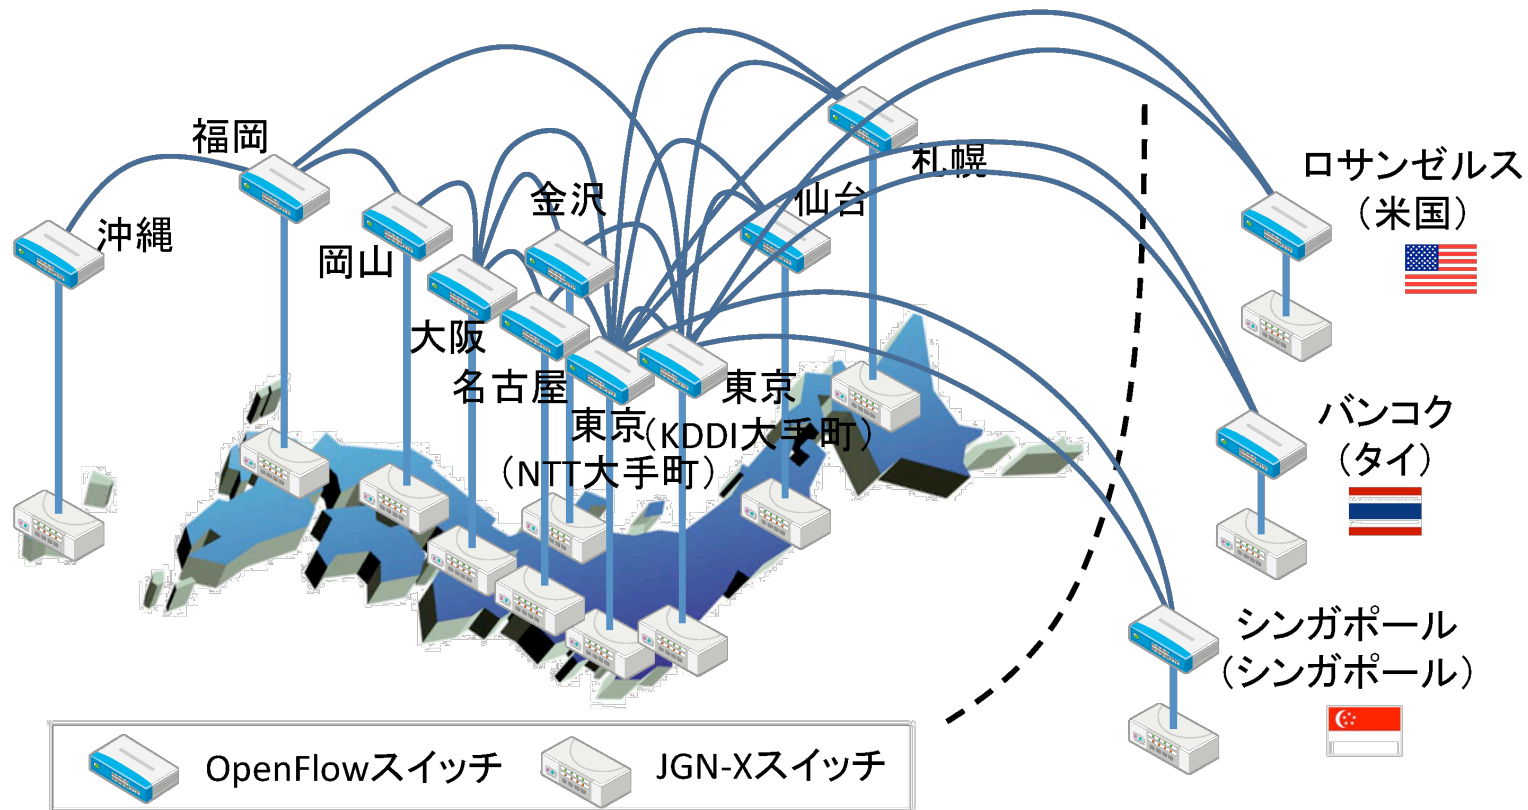 福岡
沖縄
岡山
金沢
仙台
札幌
大阪
名古屋
東京
(NTT大手町)
東京
(KDDI大手町)
ロサンゼルス
(米国)
バンコク
(タイ)
シンガポール
(シンガポール)
OpenFlowスイッチ
JGN-Xスイッチ